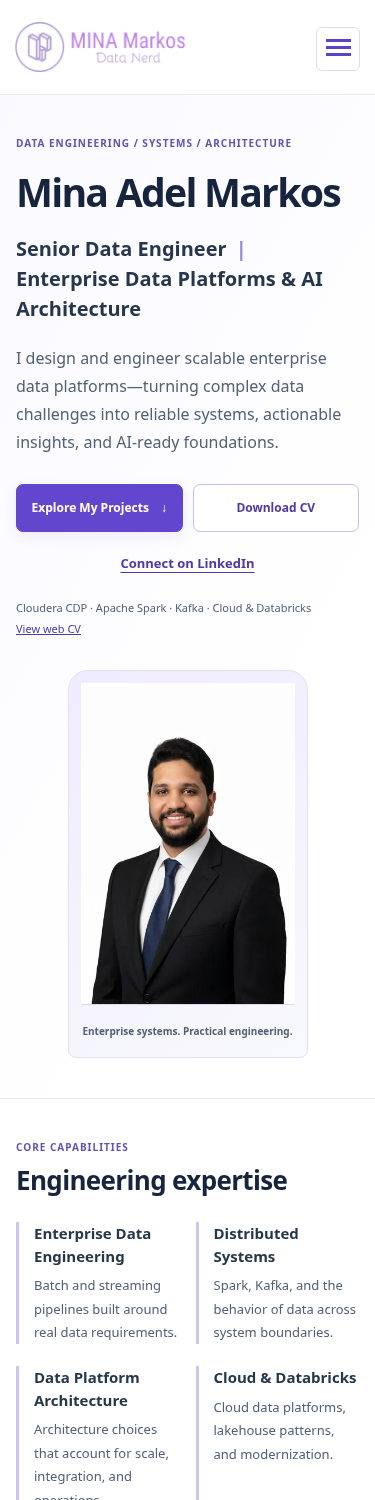 MINA Markos
Data Nerd
DATA ENGINEERING / SYSTEMS / ARCHITECTURE
Mina Adel Markos
Senior Data Engineer |
Enterprise Data Platforms & AI
Architecture
I design and engineer scalable enterprise
data platforms—turning complex data
challenges into reliable systems, actionable
insights, and AI-ready foundations.
Explore My Projects ↓
Download CV
Connect on LinkedIn
Cloudera CDP · Apache Spark · Kafka · Cloud & Databricks
View web CV
Enterprise systems. Practical engineering.
CORE CAPABILITIES
Engineering expertise
Enterprise Data
Engineering
Batch and streaming
pipelines built around
real data requirements.
Distributed
Systems
Spark, Kafka, and the
behavior of data across
system boundaries.
Data Platform
Architecture
Architecture choices
that account for scale,
integration, and
operations.
Cloud & Databricks
Cloud data platforms,
lakehouse patterns,
and modernization.